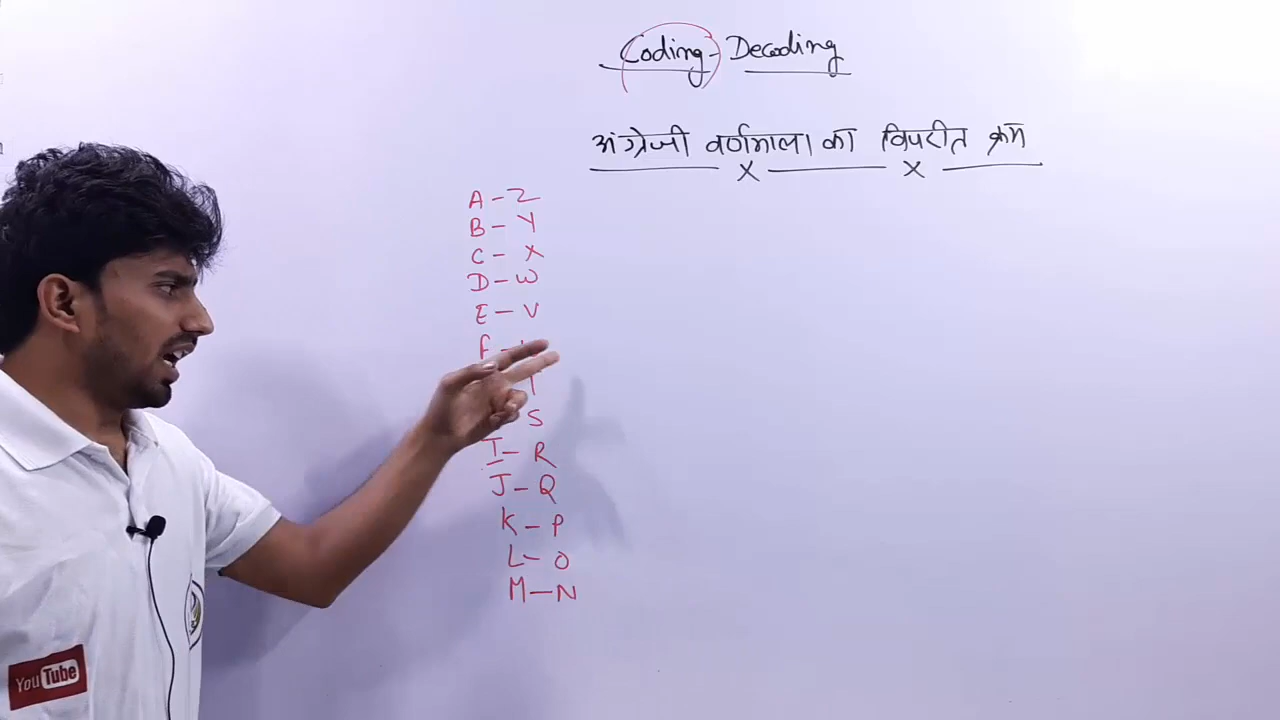 Coding - Decoding
अंग्रेजी वर्णमाला का विपरीत क्रम
x x
A - Z
B - Y
C - X
D - W
E - V
F -
T
S
I - R
J - Q
K - P
L - O
M - N
YouTube